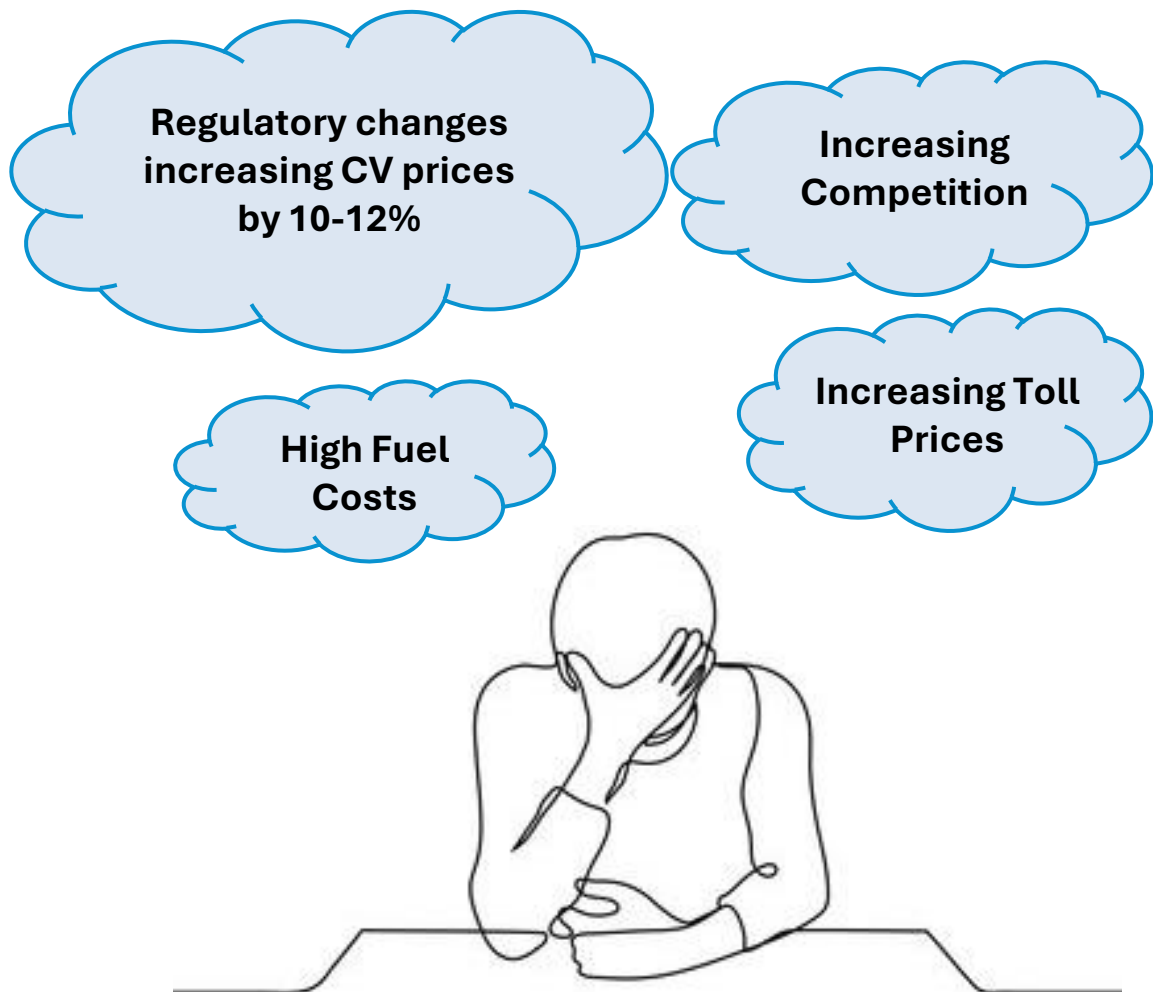 Regulatory changes
increasing CV prices
by 10-12%
Increasing
Competition
High Fuel
Costs
Increasing Toll
Prices